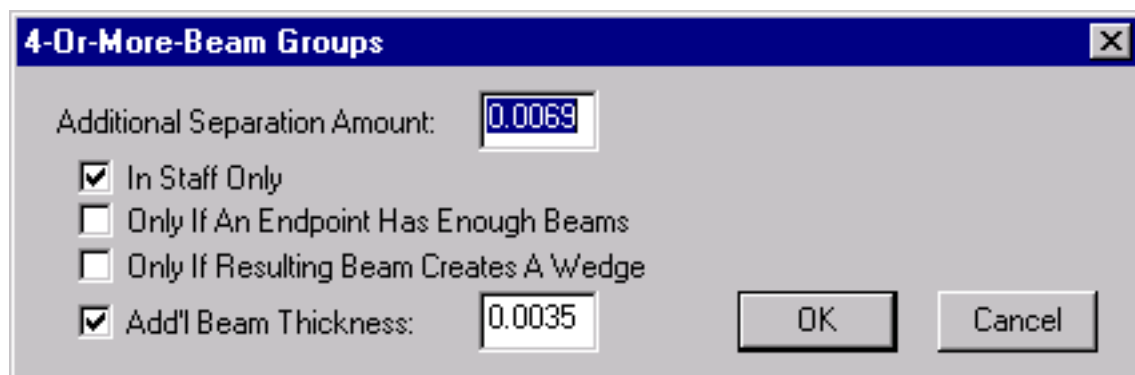 4-Or-More-Beam Groups
Additional Separation Amount: 0.0069
In Staff Only
Only If An Endpoint Has Enough Beams
Only If Resulting Beam Creates A Wedge
Add'l Beam Thickness: 0.0035 OK Cancel